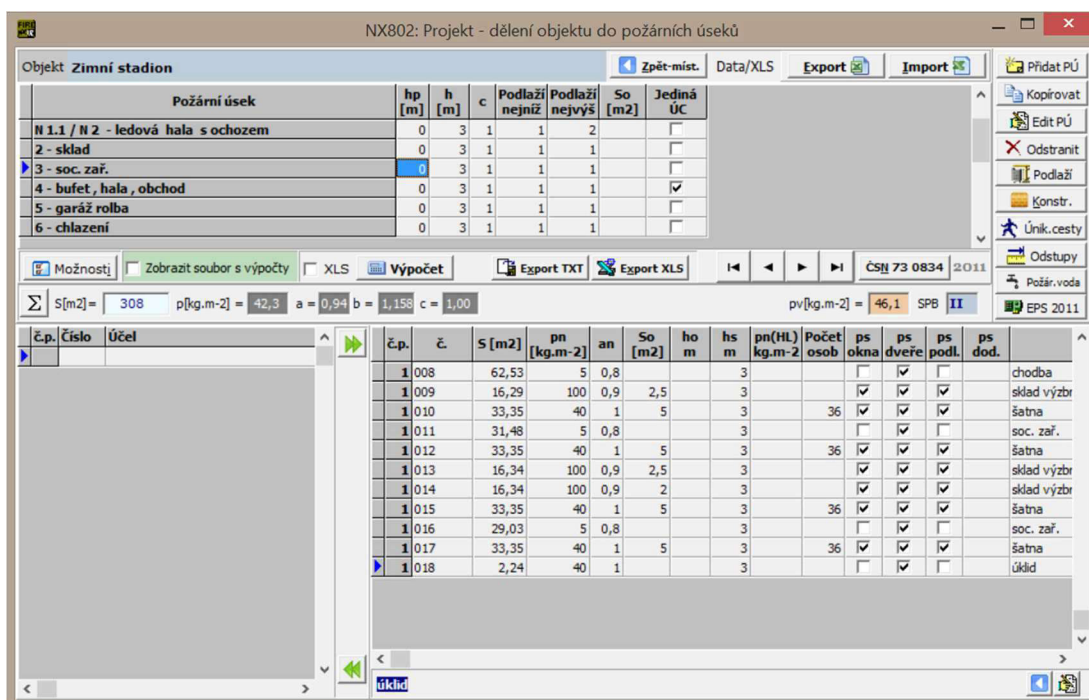 NX802: Projekt - dělení objektu do požárních úseků
Objekt Zimní stadion Zpět-míst. Data/XLS Export Import Přidat PÚ
Požární úsek hp [m] h [m] c Podlaží nejníž Podlaží nejvýš So [m2] Jediná ÚC
N 1.1 / N 2 - ledová hala s ochozem 0 3 1 1 2
2 - sklad 0 3 1 1 1
3 - soc. zař. 0 3 1 1 1
4 - bufet , hala , obchod 0 3 1 1 1
5 - garáž rolba 0 3 1 1 1
6 - chlazení 0 3 1 1 1
Kopírovat
Edit PÚ
Odstranit
Podlaží
Konstr.
Únik.cesty
Odstupy
Požár.voda
EPS 2011
Možnosti Zobrazit soubor s výpočty XLS Výpočet Export TXT Export XLS ČSN 73 0834 2011
Σ S[m2]= 308 p[kg.m-2] = 42,3 a = 0,94 b = 1,158 c = 1,00 pv[kg.m-2] = 46,1 SPB II
č.p. Číslo Účel
č.p. č. S [m2] pn [kg.m-2] an So [m2] ho m hs m pn(HL) kg.m-2 Počet osob ps okna ps dveře ps podl. ps dod.
1 008 62,53 5 0,8 3 chodba
1 009 16,29 100 0,9 2,5 3 sklad výzbr
1 010 33,35 40 1 5 3 36 šatna
1 011 31,48 5 0,8 3 soc. zař.
1 012 33,35 40 1 5 3 36 šatna
1 013 16,34 100 0,9 2,5 3 sklad výzbr
1 014 16,34 100 0,9 2 3 sklad výzbr
1 015 33,35 40 1 5 3 36 šatna
1 016 29,03 5 0,8 3 soc. zař.
1 017 33,35 40 1 5 3 36 šatna
1 018 2,24 40 1 3 úklid
úklid